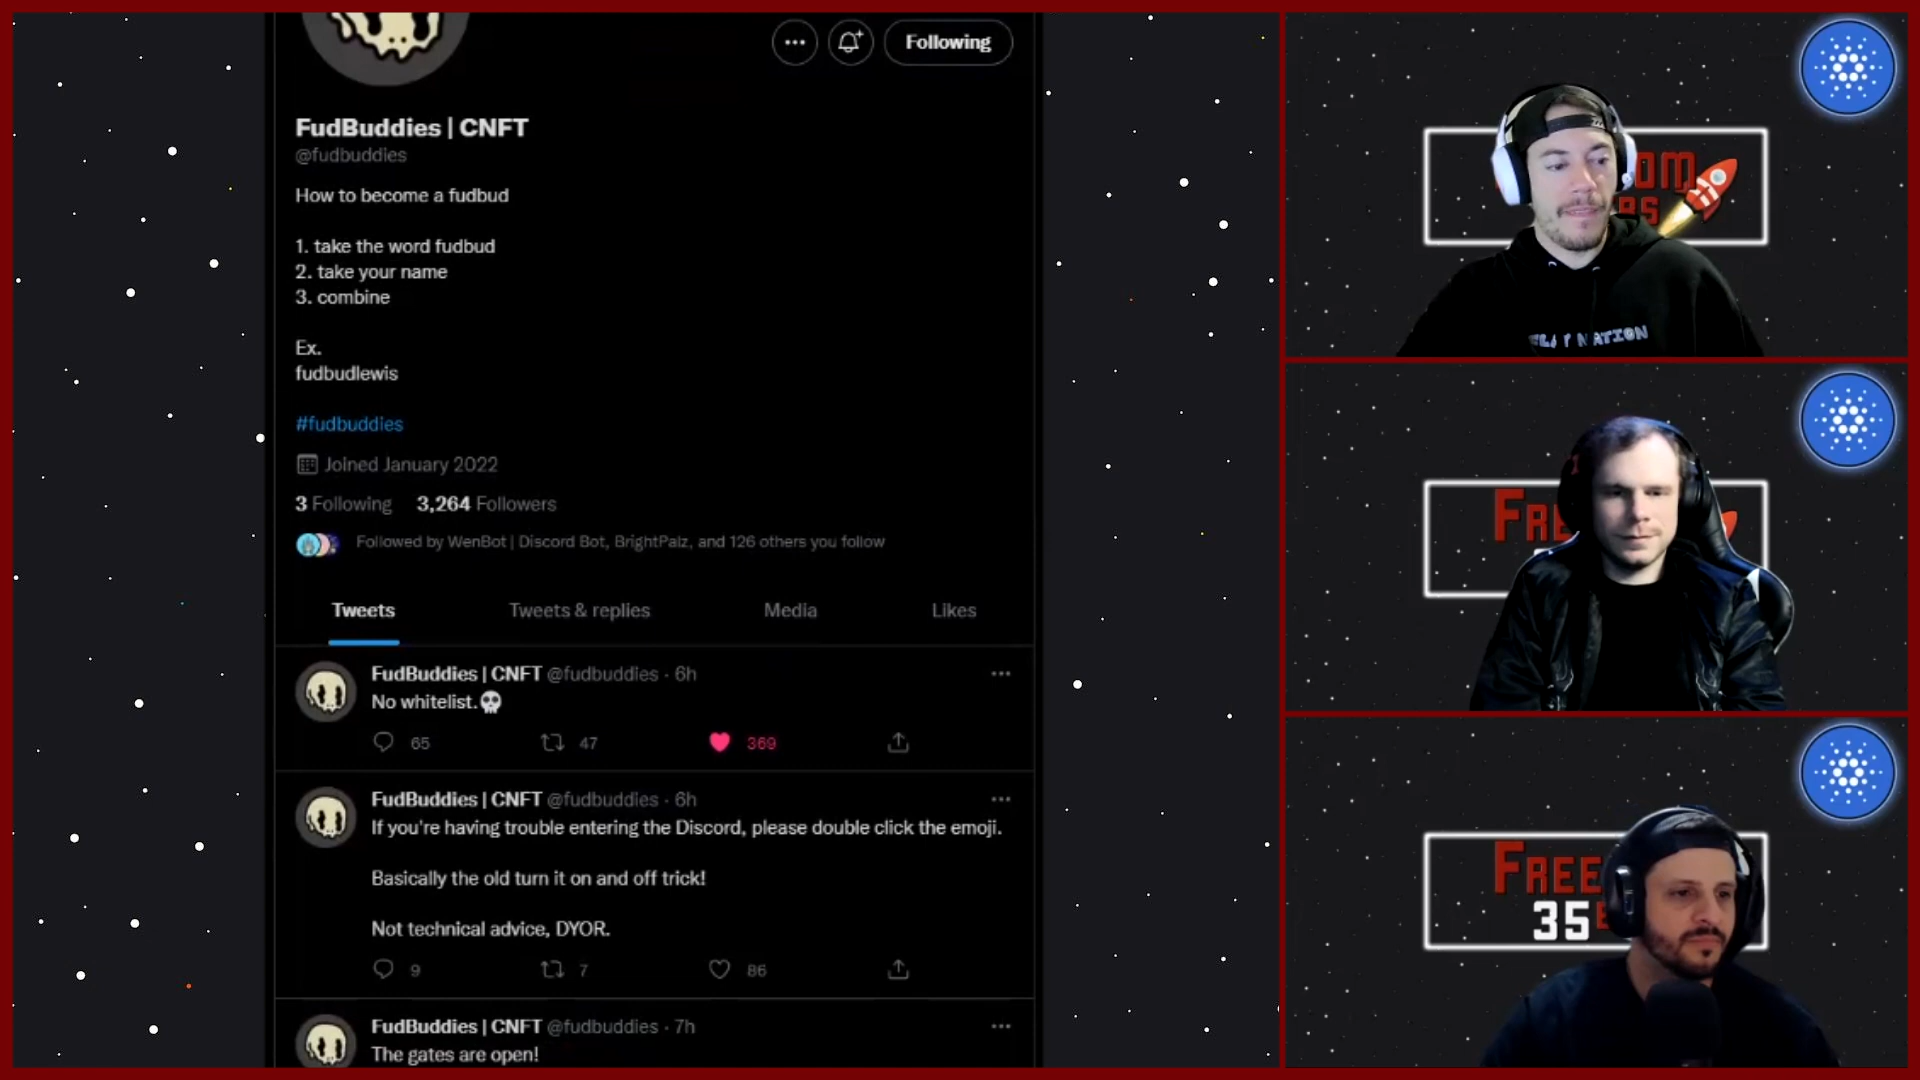 Following
FudBuddies | CNFT
@fudbuddies
How to become a fudbud
1. take the word fudbud
2. take your name
3. combine
Ex.
fudbudlewis
#fudbuddies
Joined January 2022
3 Following 3,264 Followers
Followed by WenBot | Discord Bot, BrightPalz, and 126 others you follow
Tweets Tweets & replies Media Likes
FudBuddies | CNFT @fudbuddies · 6h
No whitelist.💀
65 47 369
FudBuddies | CNFT @fudbuddies · 6h
If you're having trouble entering the Discord, please double click the emoji.
Basically the old turn it on and off trick!
Not technical advice, DYOR.
9 7 86
FudBuddies | CNFT @fudbuddies · 7h
The gates are open!
NATION
FREE
35